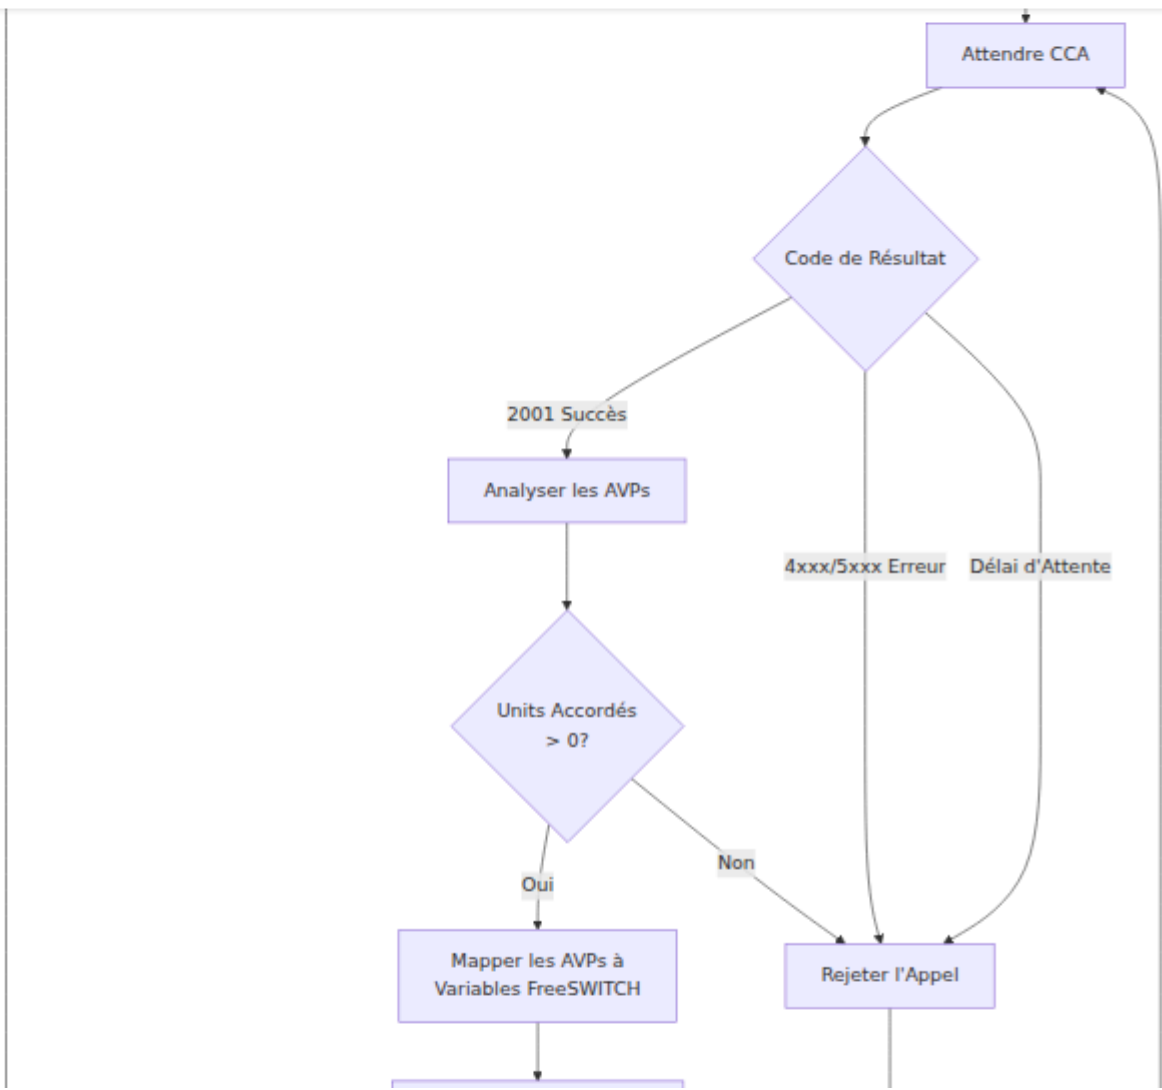 Attendre CCA
Code de Résultat
2001 Succès
Analyser les AVPs
4xxx/5xxx Erreur
Délai d'Attente
Units Accordés
> 0?
Non
Oui
Mapper les AVPs à
Variables FreeSWITCH
Rejeter l'Appel